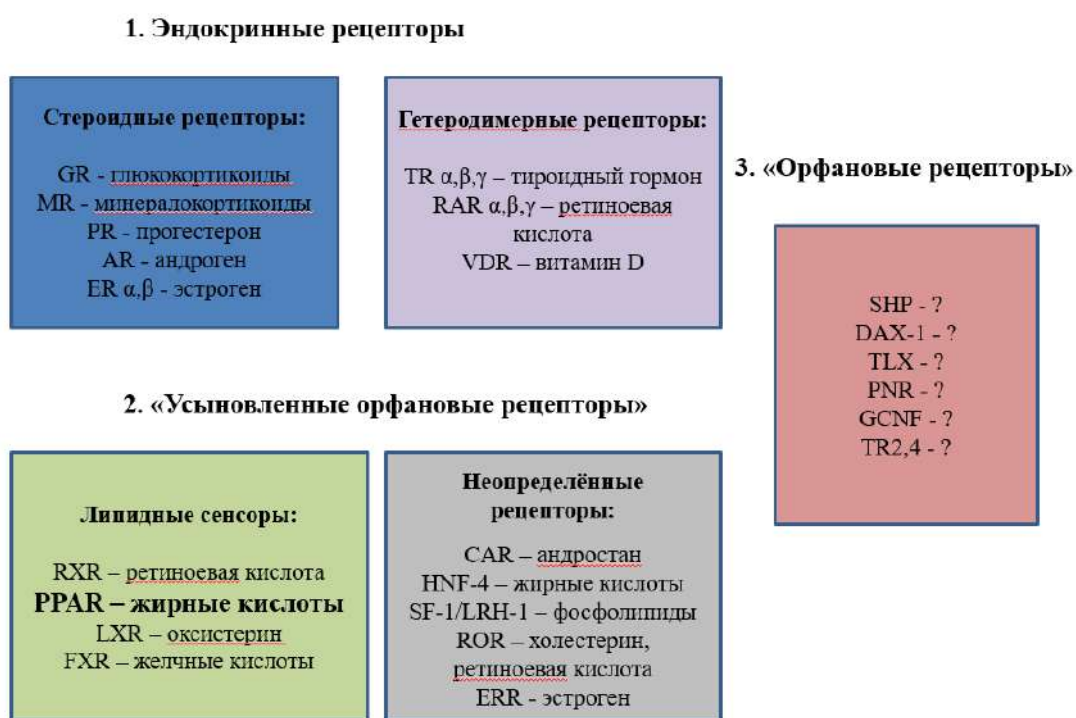 1. Эндокринные рецепторы
Стероидные рецепторы:
GR - глюкокортикоиды
MR - минералокортикоиды
PR - прогестерон
AR - андроген
ER α,β - эстроген
Гетеродимерные рецепторы:
TR α,β,γ – тироидный гормон
RAR α,β,γ – ретиноевая
кислота
VDR – витамин D
2. «Усыновленные орфановые рецепторы»
Липидные сенсоры:
RXR – ретиноевая кислота
PPAR – жирные кислоты
LXR – оксистерин
FXR – желчные кислоты
Неопределённые
рецепторы:
CAR – андростан
HNF-4 – жирные кислоты
SF-1/LRH-1 – фосфолипиды
ROR – холестерин,
ретиноевая кислота
ERR - эстроген
3. «Орфановые рецепторы»
SHP - ?
DAX-1 - ?
TLX - ?
PNR - ?
GCNF - ?
TR2,4 - ?